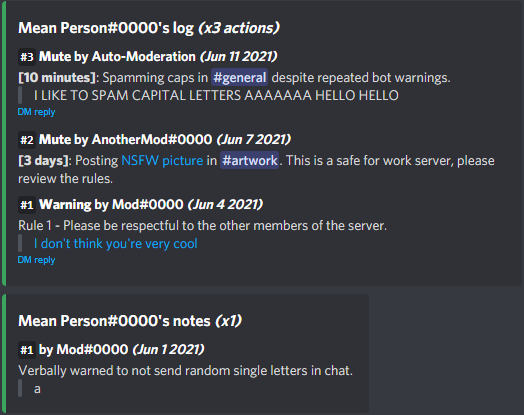 Mean Person#0000's log (x3 actions)
#3 Mute by Auto-Moderation (Jun 11 2021)
[10 minutes]: Spamming caps in #general despite repeated bot warnings.
I LIKE TO SPAM CAPITAL LETTERS AAAAAAA HELLO HELLO
DM reply
#2 Mute by AnotherMod#0000 (Jun 7 2021)
[3 days]: Posting NSFW picture in #artwork. This is a safe for work server, please
review the rules.
#1 Warning by Mod#0000 (Jun 4 2021)
Rule 1 - Please be respectful to the other members of the server.
I don't think you're very cool
DM reply
Mean Person#0000's notes (x1)
#1 by Mod#0000 (Jun 1 2021)
Verbally warned to not send random single letters in chat.
a